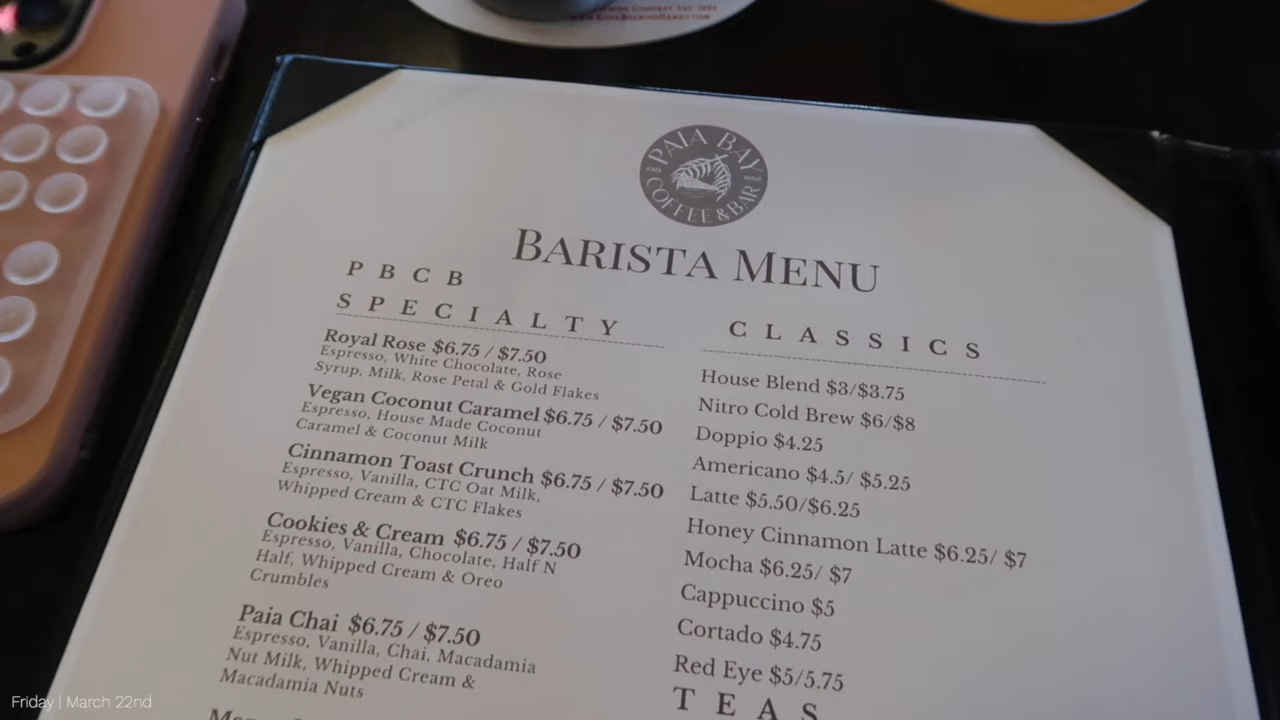 PAIA BAY
PAIA
MAUI
COFFEE & BAR
BARISTA MENU
PBCB
SPECIALTY
Royal Rose $6.75 / $7.50
Espresso, White Chocolate, Rose
Syrup, Milk, Rose Petal & Gold Flakes
Vegan Coconut Caramel $6.75 / $7.50
Espresso, House Made Coconut
Caramel & Coconut Milk
Cinnamon Toast Crunch $6.75 / $7.50
Espresso, Vanilla, CTC Oat Milk,
Whipped Cream & CTC Flakes
Cookies & Cream $6.75 / $7.50
Espresso, Vanilla, Chocolate, Half N
Half, Whipped Cream & Oreo
Crumbles
Paia Chai $6.75 / $7.50
Espresso, Vanilla, Chai, Macadamia
Nut Milk, Whipped Cream &
Macadamia Nuts
CLASSICS
House Blend $3/$3.75
Nitro Cold Brew $6/$8
Doppio $4.25
Americano $4.5/ $5.25
Latte $5.50/$6.25
Honey Cinnamon Latte $6.25/ $7
Mocha $6.25/ $7
Cappuccino $5
Cortado $4.75
Red Eye $5/5.75
TEAS
Friday | March 22nd